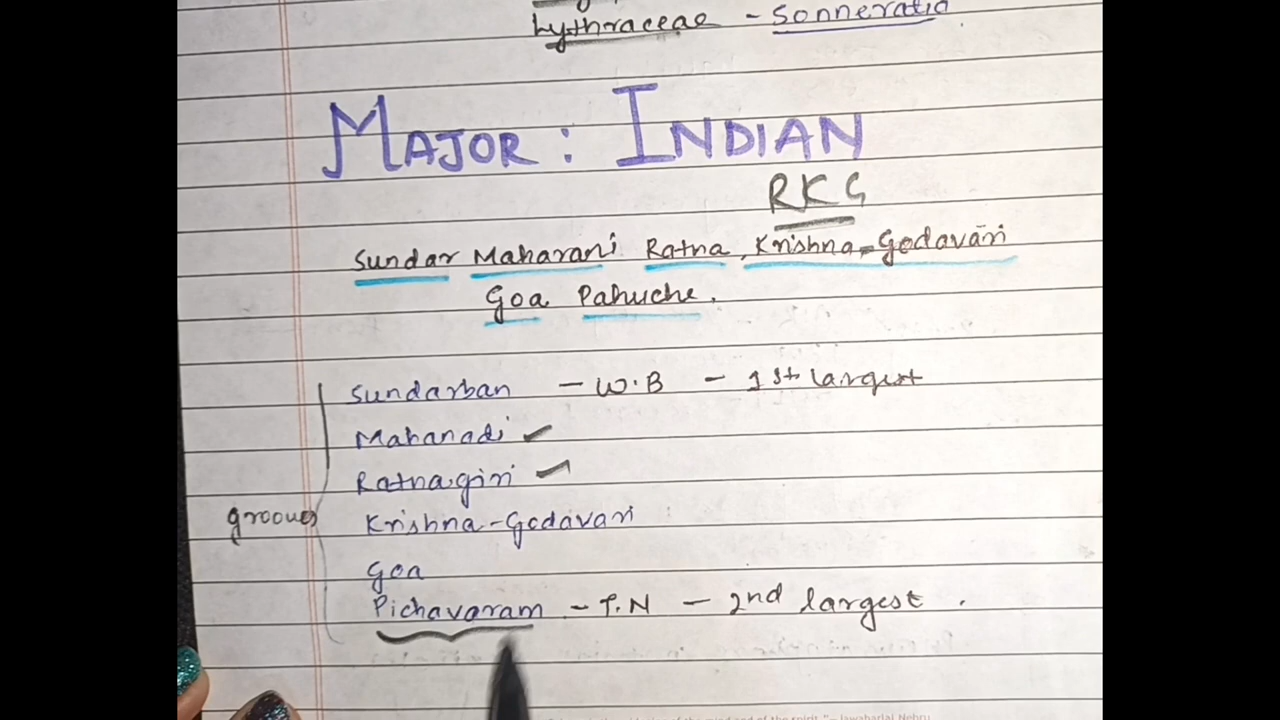 Lythraceae - Sonneratia
MAJOR : INDIAN
RKG
Sundar Maharani Ratna, Krishna-Godavari
Goa Pahuche.
Sundarban - W.B - 1st largest
Mahanadi ✓
Ratnagiri ✓
grooves
Krishna-Godavari
Goa
Pichavaram - T.N - 2nd largest.